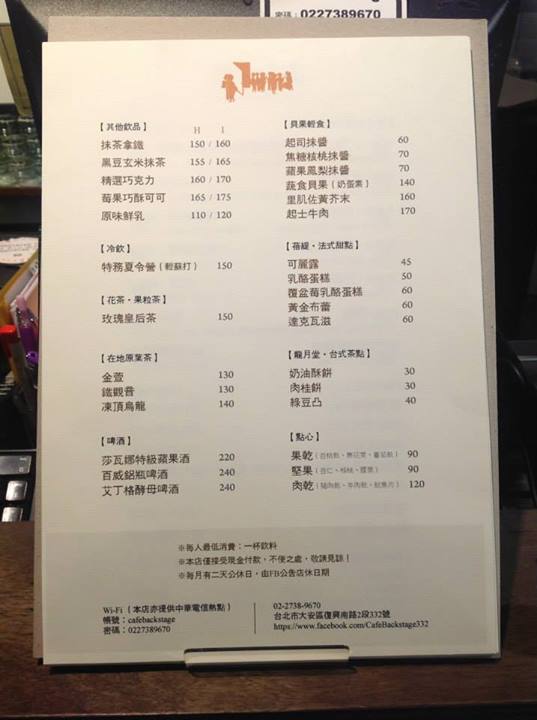 密碼：0227389670
【其他飲品】 H I
抹茶拿鐵 150 / 160
黑豆玄米抹茶 155 / 165
精選巧克力 160 / 170
莓果巧酥可可 165 / 175
原味鮮乳 110 / 120
【冷飲】
特務夏令營（輕蘇打） 150
【花茶・果粒茶】
玫瑰皇后茶 150
【在地原葉茶】
金萱 130
鐵觀音 130
凍頂烏龍 140
【啤酒】
莎瓦娜特級蘋果酒 220
百威鋁瓶啤酒 240
艾丁格酵母啤酒 240
【貝果輕食】
起司抹醬 60
焦糖核桃抹醬 70
蘋果鳳梨抹醬 70
蔬食貝果（奶蛋素） 140
里肌佐黃芥末 160
起士牛肉 170
【蓓緹・法式甜點】
可麗露 45
乳酪蛋糕 50
覆盆莓乳酪蛋糕 60
黃金布蕾 60
達克瓦滋 60
【龍月堂・台式茶點】
奶油酥餅 30
肉桂餅 30
綠豆凸 40
【點心】
果乾 90
堅果 90
肉乾 120
※每人最低消費：一杯飲料
※本店僅接受現金付款，不便之處，敬請見諒！
※每月有二天公休日，由FB公告店休日期
Wi-Fi（本店亦提供中華電信熱點）
帳號：cafebackstage
密碼：0227389670
02-2738-9670
台北市大安區復興南路2段332號
https://www.facebook.com/CafeBackstage332